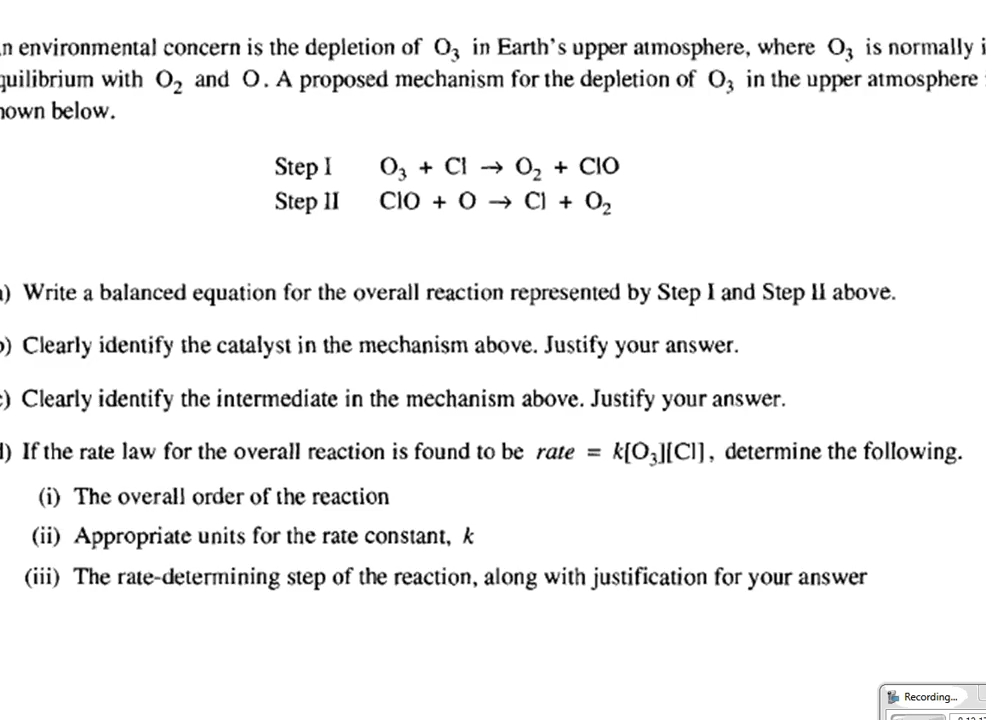 n environmental concern is the depletion of O₃ in Earth's upper atmosphere, where O₃ is normally i
quilibrium with O₂ and O. A proposed mechanism for the depletion of O₃ in the upper atmosphere
own below.
Step I O₃ + Cl → O₂ + ClO
Step II ClO + O → Cl + O₂
) Write a balanced equation for the overall reaction represented by Step I and Step II above.
) Clearly identify the catalyst in the mechanism above. Justify your answer.
) Clearly identify the intermediate in the mechanism above. Justify your answer.
) If the rate law for the overall reaction is found to be rate = k[O₃][Cl], determine the following.
(i) The overall order of the reaction
(ii) Appropriate units for the rate constant, k
(iii) The rate-determining step of the reaction, along with justification for your answer
Recording...